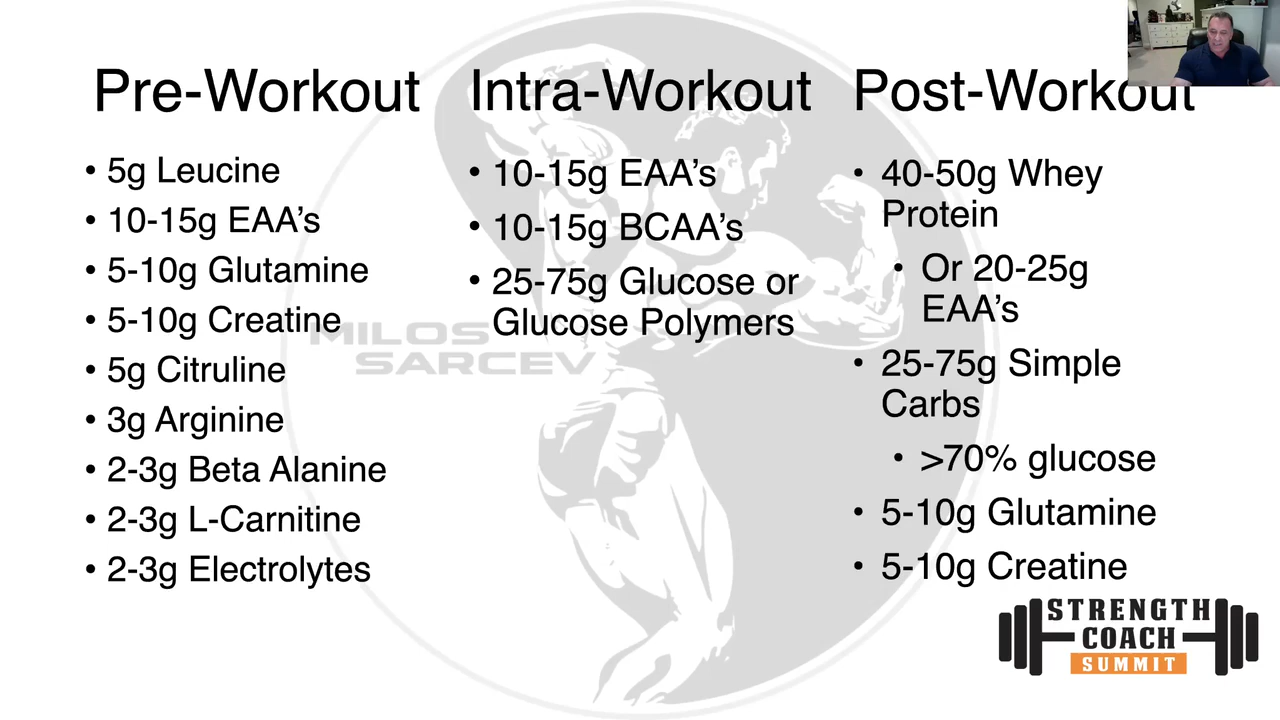 Pre-Workout
• 5g Leucine
• 10-15g EAA's
• 5-10g Glutamine
• 5-10g Creatine
• 5g Citruline
• 3g Arginine
• 2-3g Beta Alanine
• 2-3g L-Carnitine
• 2-3g Electrolytes
Intra-Workout
• 10-15g EAA's
• 10-15g BCAA's
• 25-75g Glucose or
Glucose Polymers
Post-Workout
• 40-50g Whey
Protein
• Or 20-25g
EAA's
• 25-75g Simple
Carbs
• >70% glucose
• 5-10g Glutamine
• 5-10g Creatine
MILOS
SARCEV
STRENGTH
COACH
SUMMIT